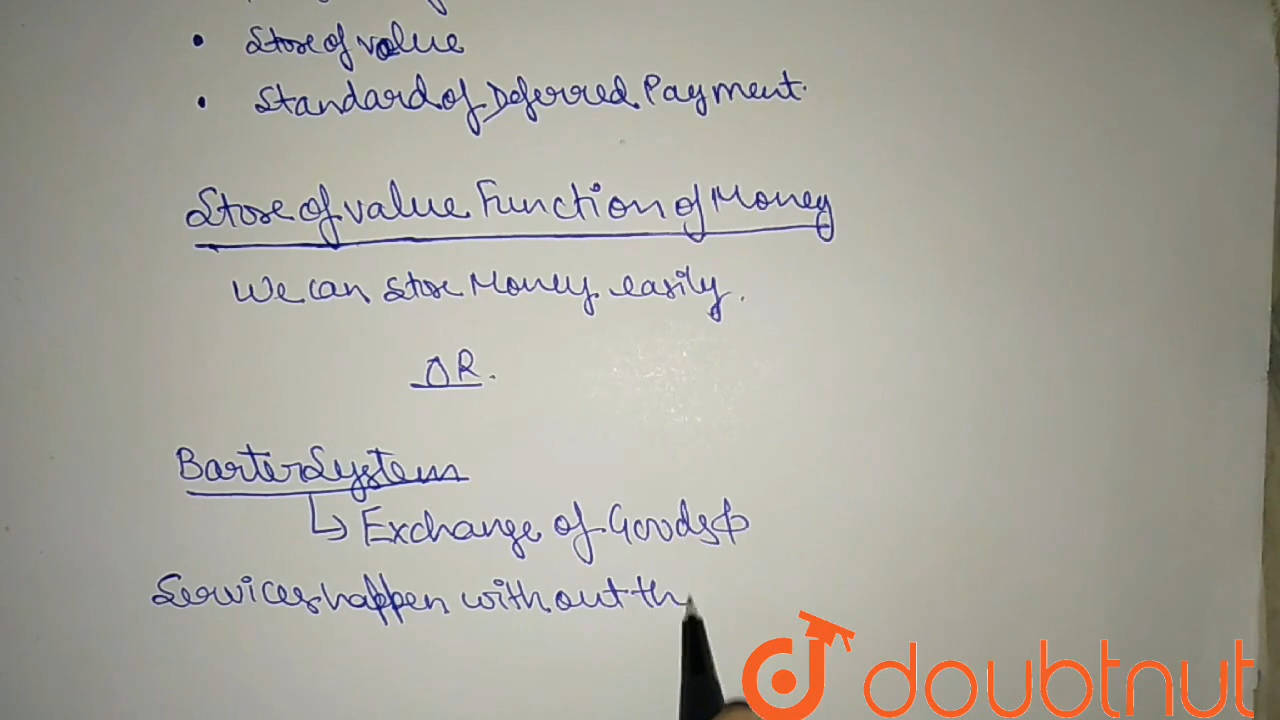 • Store of value
• Standard of Deferred Payment.
Store of value Function of Money
We can store Money easily.
OR.
Barter System
↳ Exchange of Goods &
Services happen without th
doubtnut